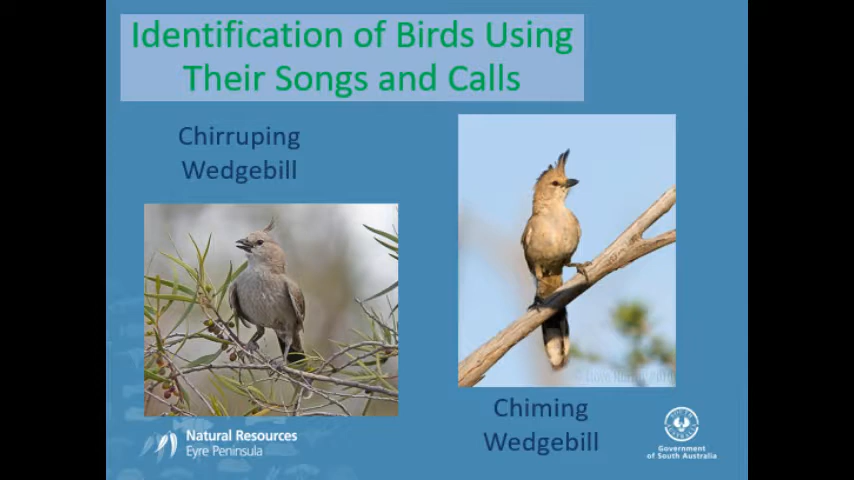 Identification of Birds Using
Their Songs and Calls
Chirruping
Wedgebill
Chiming
Wedgebill
Natural Resources
Eyre Peninsula
Government
of South Australia